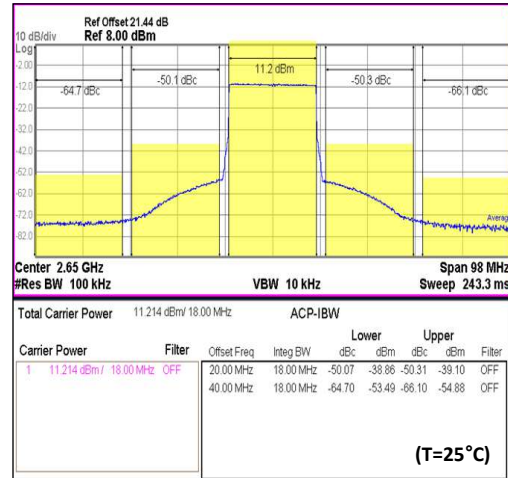 Ref Offset 21.44 dB
10 dB/div Ref 8.00 dBm
Log
-2.00
11.2 dBm
-50.1 dBc -50.3 dBc
-64.7 dBc -66.1 dBc
-12.0
-22.0
-32.0
-42.0
-52.0
-62.0
-72.0
Average
-82.0
Center 2.65 GHz Span 98 MHz
#Res BW 100 kHz VBW 10 kHz Sweep 243.3 ms
Total Carrier Power 11.214 dBm/ 18.00 MHz ACP-IBW
Lower Upper
Carrier Power Filter Offset Freq Integ BW dBc dBm dBc dBm Filter
1 11.214 dBm / 18.00 MHz OFF 20.00 MHz 18.00 MHz -50.07 -38.86 -50.31 -39.10 OFF
40.00 MHz 18.00 MHz -64.70 -53.49 -66.10 -54.88 OFF
(T=25°C)